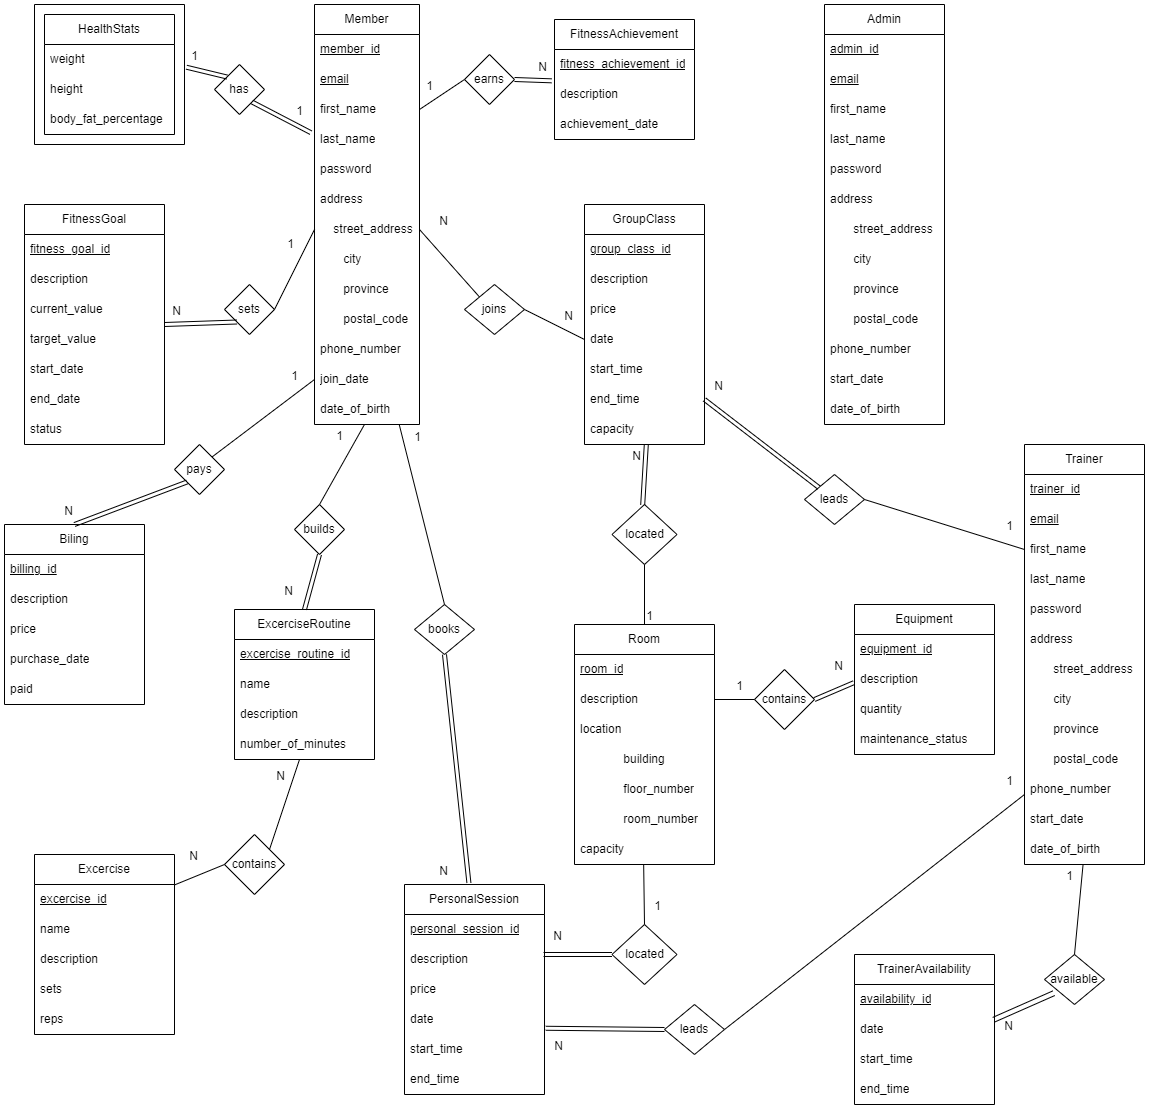 HealthStats
weight
height
body_fat_percentage
1
has
1
Member
member_id
email
first_name
last_name
password
address
street_address
city
province
postal_code
phone_number
join_date
date_of_birth
1
earns
N
FitnessAchievement
fitness_achievement_id
description
achievement_date
Admin
admin_id
email
first_name
last_name
password
address
street_address
city
province
postal_code
phone_number
start_date
date_of_birth
FitnessGoal
fitness_goal_id
description
current_value
target_value
start_date
end_date
status
N
sets
1
N
joins
N
GroupClass
group_class_id
description
price
date
start_time
end_time
capacity
1
pays
N
Biling
billing_id
description
price
purchase_date
paid
1
builds
N
ExcerciseRoutine
excercise_routine_id
name
description
number_of_minutes
1
books
N
N
located
1
N
leads
1
Trainer
trainer_id
email
first_name
last_name
password
address
street_address
city
province
postal_code
phone_number
start_date
date_of_birth
Room
room_id
description
location
building
floor_number
room_number
capacity
1
contains
N
Equipment
equipment_id
description
quantity
maintenance_status
N
contains
N
Excercise
excercise_id
name
description
sets
reps
PersonalSession
personal_session_id
description
price
date
start_time
end_time
1
located
N
1
leads
N
1
available
N
TrainerAvailability
availability_id
date
start_time
end_time